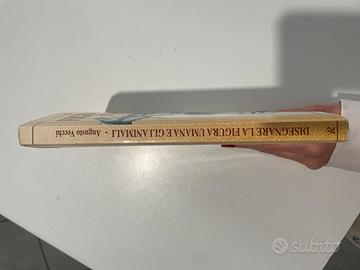 DISEGNARE LA FIGURA UMANA E GLI ANIMALI - Augusto Vecchi
subito